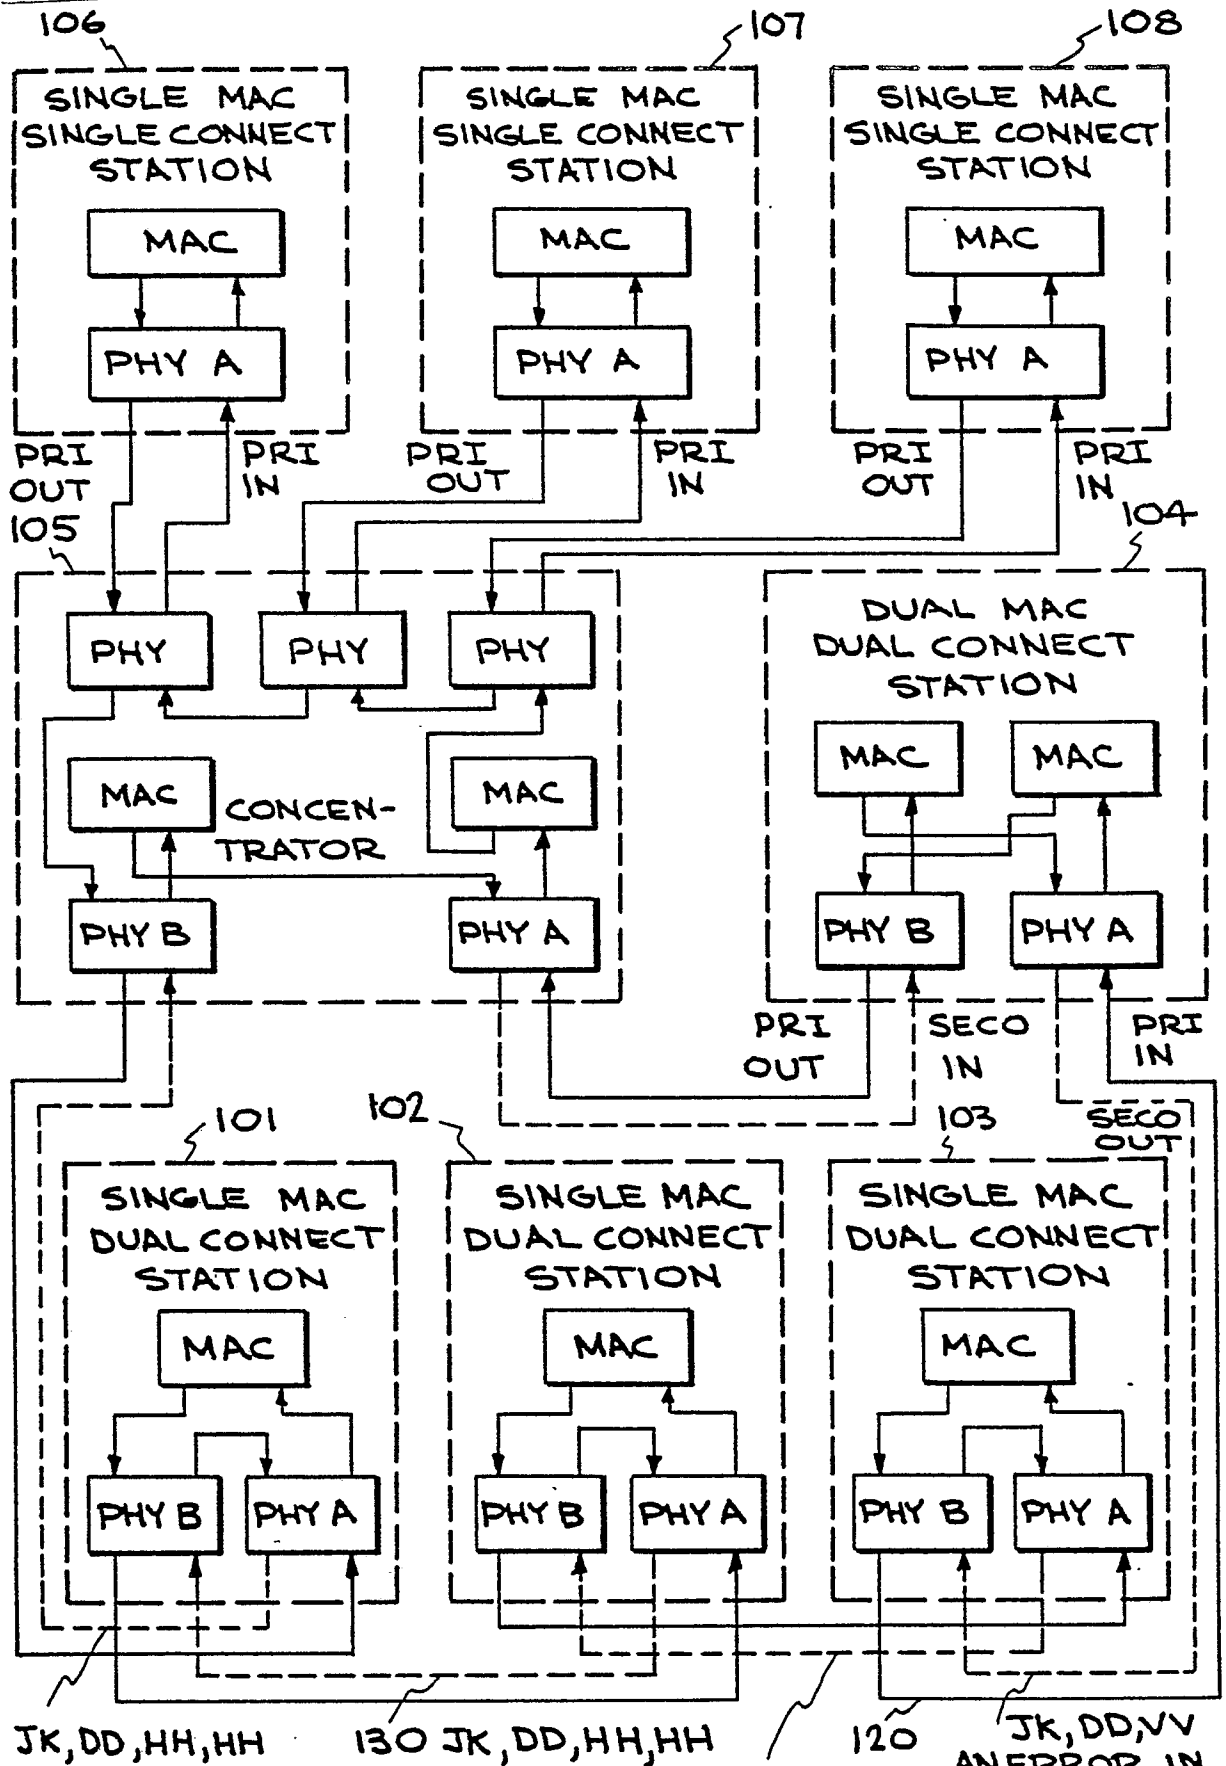 106
107
108
SINGLE MAC
SINGLE CONNECT
STATION
SINGLE MAC
SINGLE CONNECT
STATION
SINGLE MAC
SINGLE CONNECT
STATION
MAC
MAC
MAC
PHY A
PHY A
PHY A
PRI
OUT
PRI
IN
PRI
OUT
PRI
IN
PRI
OUT
PRI
IN
105
104
PHY
PHY
PHY
DUAL MAC
DUAL CONNECT
STATION
MAC
MAC
MAC
MAC
CONCEN-
TRATOR
PHY B
PHY A
PHY B
PHY A
PRI
OUT
SECO
IN
PRI
IN
SECO
OUT
101
102
103
SINGLE MAC
DUAL CONNECT
STATION
SINGLE MAC
DUAL CONNECT
STATION
SINGLE MAC
DUAL CONNECT
STATION
MAC
MAC
MAC
PHY B
PHY A
PHY B
PHY A
PHY B
PHY A
JK, DD, HH, HH
130
JK, DD, HH, HH
120
JK, DD, VV
AN ERROR IN